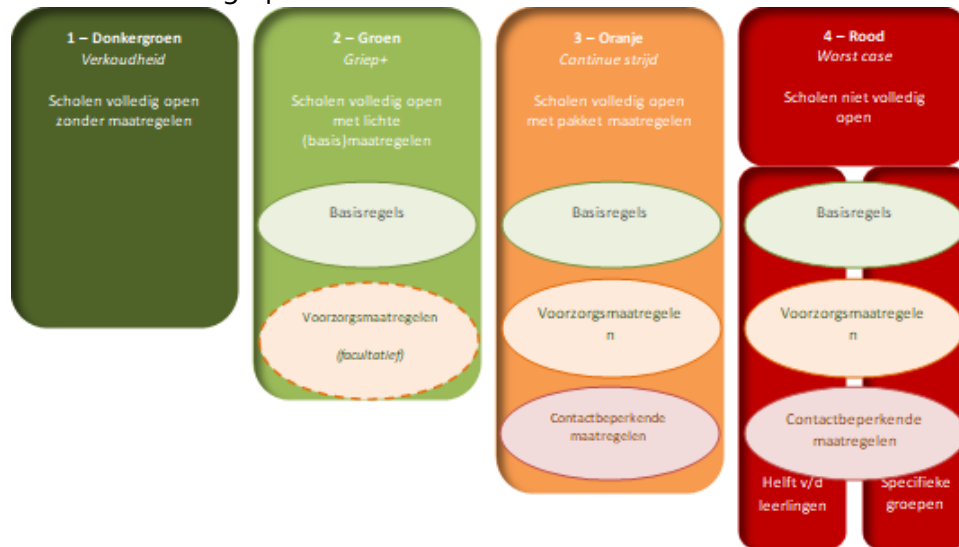 1 – Donkergroen
Verkoudheid
Scholen volledig open
zonder maatregelen
2 – Groen
Griep+
Scholen volledig open
met lichte
(basis)maatregelen
Basisregels
Voorzorgsmaatregelen
(facultatief)
3 – Oranje
Continue strijd
Scholen volledig open
met pakket maatregelen
Basisregels
Voorzorgsmaatregele
n
Contactbeperkende
maatregelen
4 – Rood
Worst case
Scholen niet volledig
open
Basisregels
Voorzorgsmaatregele
n
Contactbeperkende
maatregelen
Helft v/d
leerlingen
Specifieke
groepen